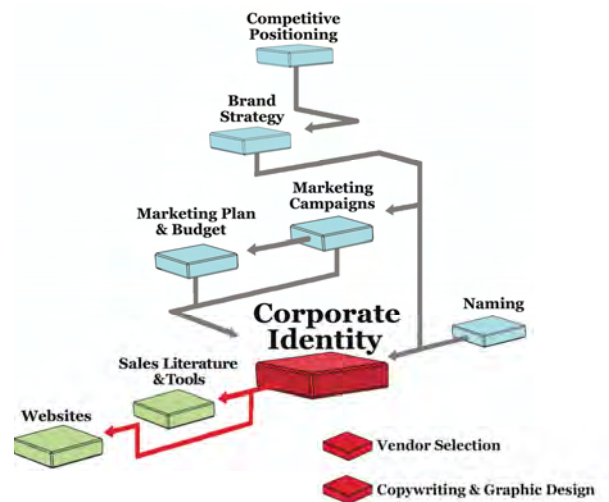 Competitive
Positioning
Brand
Strategy
Marketing
Campaigns
Marketing Plan
& Budget
Naming
Corporate
Identity
Sales Literature
&Tools
Websites
Vendor Selection
Copywriting & Graphic Design